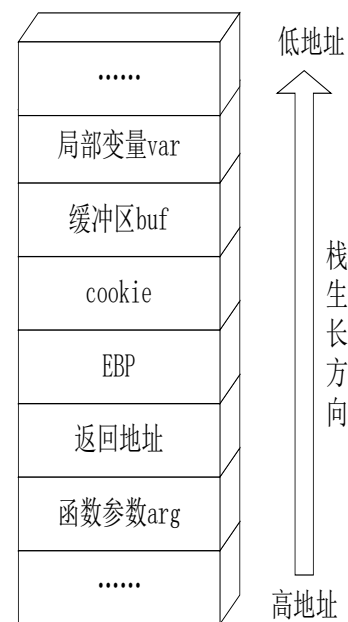 低地址
……
局部变量var
缓冲区buf
cookie
EBP
返回地址
函数参数arg
……
栈生长方向
高地址